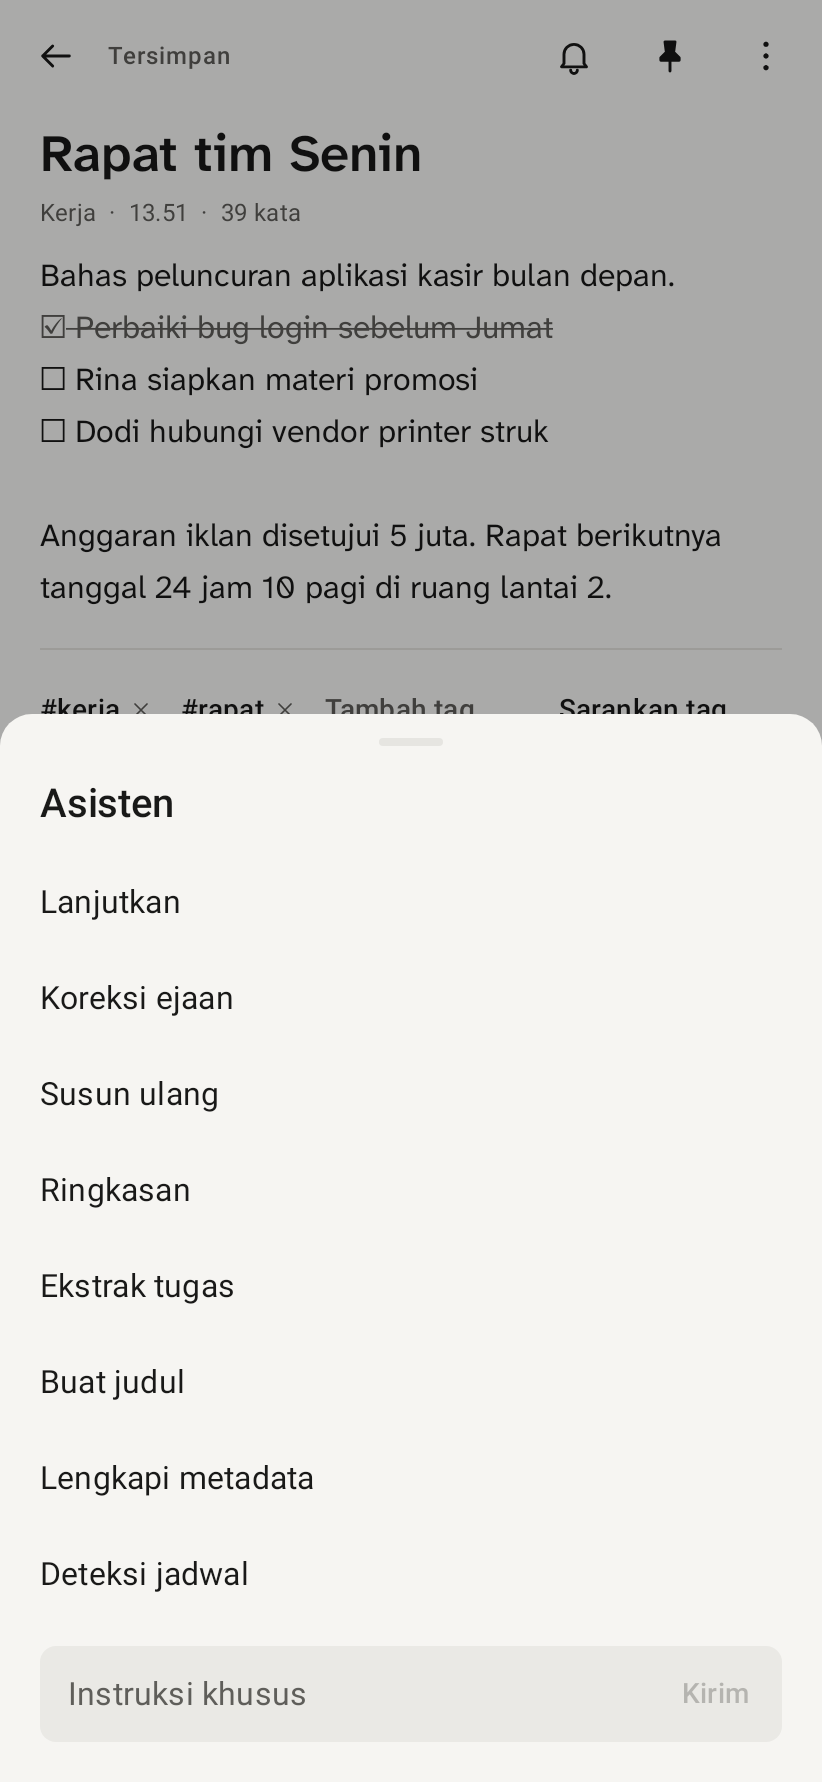 Tersimpan
Rapat tim Senin
Kerja · 13.51 · 39 kata
Bahas peluncuran aplikasi kasir bulan depan.
☑ Perbaiki bug login sebelum Jumat
☐ Rina siapkan materi promosi
☐ Dodi hubungi vendor printer struk
Anggaran iklan disetujui 5 juta. Rapat berikutnya
tanggal 24 jam 10 pagi di ruang lantai 2.
#kerja × #rapat × Tambah tag Sarankan tag
Asisten
Lanjutkan
Koreksi ejaan
Susun ulang
Ringkasan
Ekstrak tugas
Buat judul
Lengkapi metadata
Deteksi jadwal
Instruksi khusus Kirim